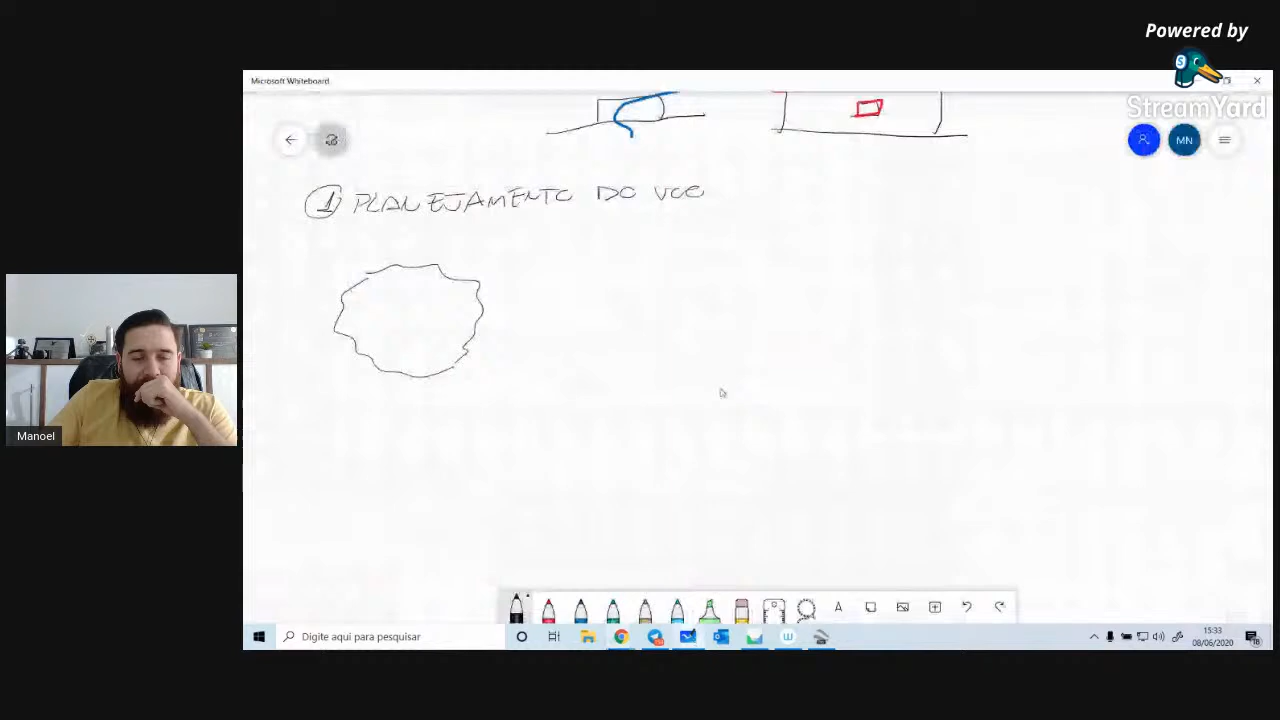 Powered by
StreamYard
Microsoft Whiteboard
MN
1 PLANEJAMENTO DO VOO
Manoel
A
Digite aqui para pesquisar
15:33
08/06/2020